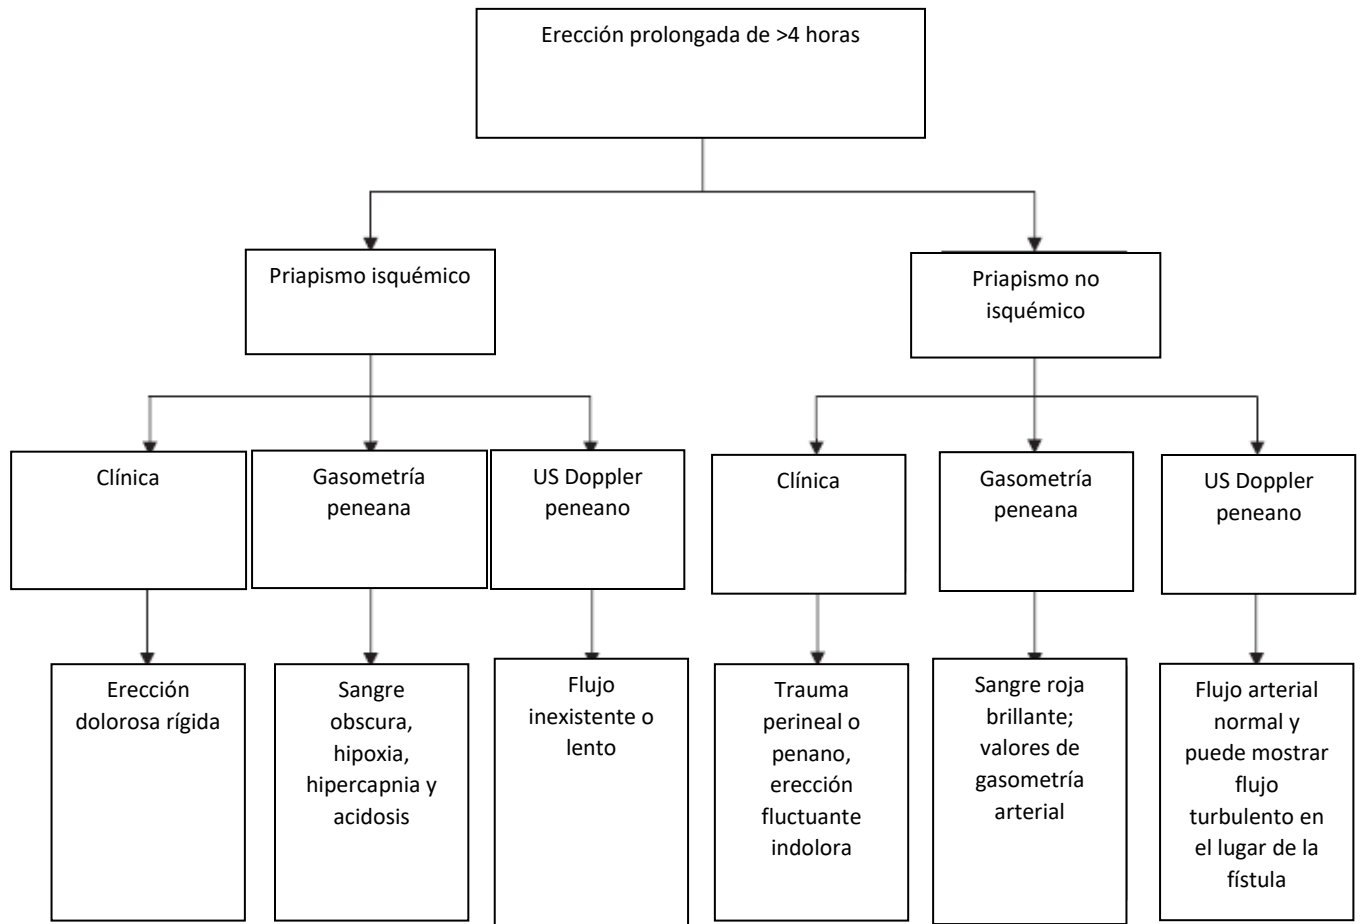 Erección prolongada de >4 horas
Priapismo isquémico
Priapismo no
isquémico
Clínica
Gasometría
peneana
US Doppler
peneano
Clínica
Gasometría
peneana
US Doppler
peneano
Erección
dolorosa rígida
Sangre
obscura,
hipoxia,
hipercapnia y
acidosis
Flujo
inexistente o
lento
Trauma
perineal o
penano,
erección
fluctuante
indolora
Sangre roja
brillante;
valores de
gasometría
arterial
Flujo arterial
normal y
puede mostrar
flujo
turbulento en
el lugar de la
fístula